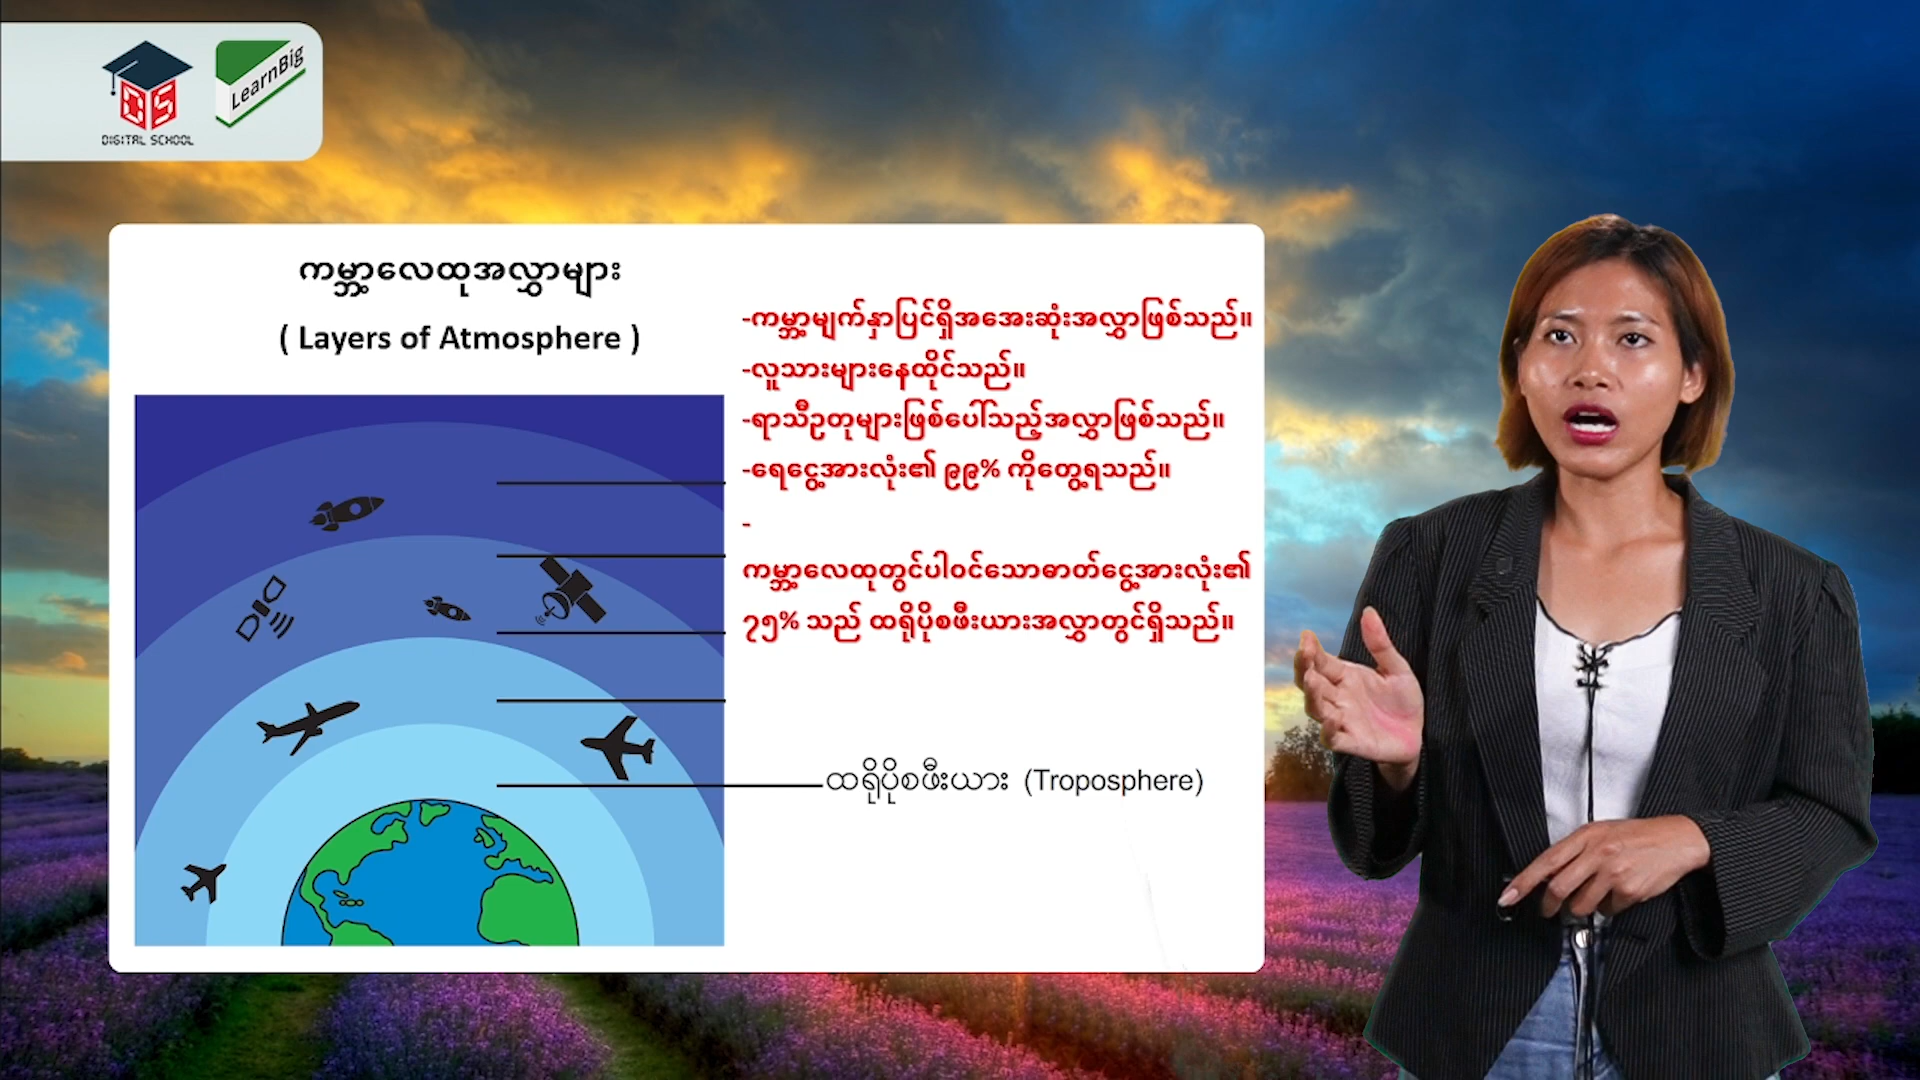 DS
DIGITAL SCHOOL
LearnBig
ကမ္ဘာ့လေထုအလွှာများ
( Layers of Atmosphere )
-ကမ္ဘာ့မျက်နှာပြင်ရှိအအေးဆုံးအလွှာဖြစ်သည်။
-လူသားများနေထိုင်သည်။
-ရာသီဥတုများဖြစ်ပေါ်သည့်အလွှာဖြစ်သည်။
-ရေငွေ့အားလုံး၏ ၉၉% ကိုတွေ့ရသည်။
-
ကမ္ဘာ့လေထုတွင်ပါဝင်သောဓာတ်ငွေ့အားလုံး၏
၇၅% သည် ထရိုပိုစဖီးယားအလွှာတွင်ရှိသည်။
ထရိုပိုစဖီးယား (Troposphere)